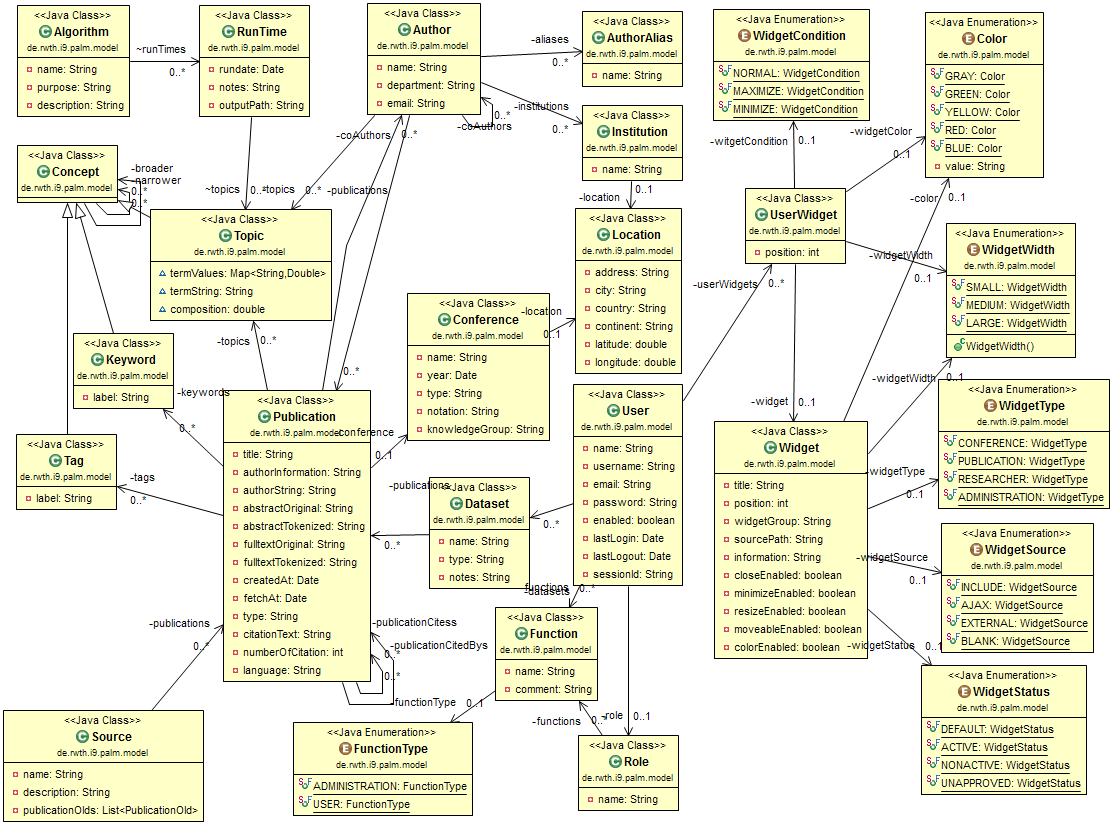 <<Java Class>>
Algorithm
de.rwth.i9.palm.model
name: String
purpose: String
description: String
~runTimes
0..*
<<Java Class>>
RunTime
de.rwth.i9.palm.model
rundate: Date
notes: String
outputPath: String
<<Java Class>>
Author
de.rwth.i9.palm.model
name: String
department: String
email: String
-aliases
0..*
<<Java Class>>
AuthorAlias
de.rwth.i9.palm.model
name: String
-institutions
0..*
<<Java Class>>
Institution
de.rwth.i9.palm.model
name: String
-coAuthors
-coAuthors
0..*
0..*
<<Java Enumeration>>
WidgetCondition
de.rwth.i9.palm.model
NORMAL: WidgetCondition
MAXIMIZE: WidgetCondition
MINIMIZE: WidgetCondition
-witgetCondition
0..1
<<Java Enumeration>>
Color
de.rwth.i9.palm.model
GRAY: Color
GREEN: Color
YELLOW: Color
RED: Color
BLUE: Color
value: String
-widgetColor
0..1
-color
0..1
<<Java Class>>
Concept
de.rwth.i9.palm.model
-broader
-narrower
0..*
0..*
~topics
0..*
-topics
0..*
-publications
<<Java Class>>
Topic
de.rwth.i9.palm.model
termValues: Map<String,Double>
termString: String
composition: double
-topics
0..*
-location
0..1
<<Java Class>>
Location
de.rwth.i9.palm.model
address: String
city: String
country: String
continent: String
latitude: double
longitude: double
<<Java Class>>
UserWidget
de.rwth.i9.palm.model
position: int
-userWidgets
0..*
-widgetWidth
0..1
<<Java Enumeration>>
WidgetWidth
de.rwth.i9.palm.model
SMALL: WidgetWidth
MEDIUM: WidgetWidth
LARGE: WidgetWidth
WidgetWidth()
<<Java Class>>
Conference
de.rwth.i9.palm.model
name: String
year: Date
type: String
notation: String
knowledgeGroup: String
-location
0..1
<<Java Class>>
Keyword
de.rwth.i9.palm.model
label: String
-keywords
0..*
0..*
<<Java Class>>
Publication
de.rwth.i9.palm.model
title: String
authorInformation: String
authorString: String
abstractOriginal: String
abstractTokenized: String
fulltextOriginal: String
fulltextTokenized: String
createdAt: Date
fetchAt: Date
type: String
citationText: String
numberOfCitation: int
language: String
-conference
0..1
<<Java Class>>
User
de.rwth.i9.palm.model
name: String
username: String
email: String
password: String
enabled: boolean
lastLogin: Date
lastLogout: Date
sessionId: String
-widget
0..1
-widgetWidth
0..1
<<Java Class>>
Widget
de.rwth.i9.palm.model
title: String
position: int
widgetGroup: String
sourcePath: String
information: String
closeEnabled: boolean
minimizeEnabled: boolean
resizeEnabled: boolean
moveableEnabled: boolean
colorEnabled: boolean
<<Java Enumeration>>
WidgetType
de.rwth.i9.palm.model
CONFERENCE: WidgetType
PUBLICATION: WidgetType
RESEARCHER: WidgetType
ADMINISTRATION: WidgetType
-widgetType
0..1
<<Java Class>>
Tag
de.rwth.i9.palm.model
label: String
-tags
0..*
-publications
0..*
<<Java Class>>
Dataset
de.rwth.i9.palm.model
name: String
type: String
notes: String
0..*
-functions
-datasets
0..*
<<Java Enumeration>>
WidgetSource
de.rwth.i9.palm.model
INCLUDE: WidgetSource
AJAX: WidgetSource
EXTERNAL: WidgetSource
BLANK: WidgetSource
-widgetSource
0..1
-publications
0..*
-publicationCitess
-publicationCitedBys
0..*
0..*
<<Java Class>>
Function
de.rwth.i9.palm.model
name: String
comment: String
-functionType
0..1
-functions
0..*
-role
0..1
-widgetStatus
0..1
<<Java Enumeration>>
WidgetStatus
de.rwth.i9.palm.model
DEFAULT: WidgetStatus
ACTIVE: WidgetStatus
NONACTIVE: WidgetStatus
UNAPPROVED: WidgetStatus
<<Java Class>>
Source
de.rwth.i9.palm.model
name: String
description: String
publicationOlds: List<PublicationOld>
<<Java Enumeration>>
FunctionType
de.rwth.i9.palm.model
ADMINISTRATION: FunctionType
USER: FunctionType
<<Java Class>>
Role
de.rwth.i9.palm.model
name: String